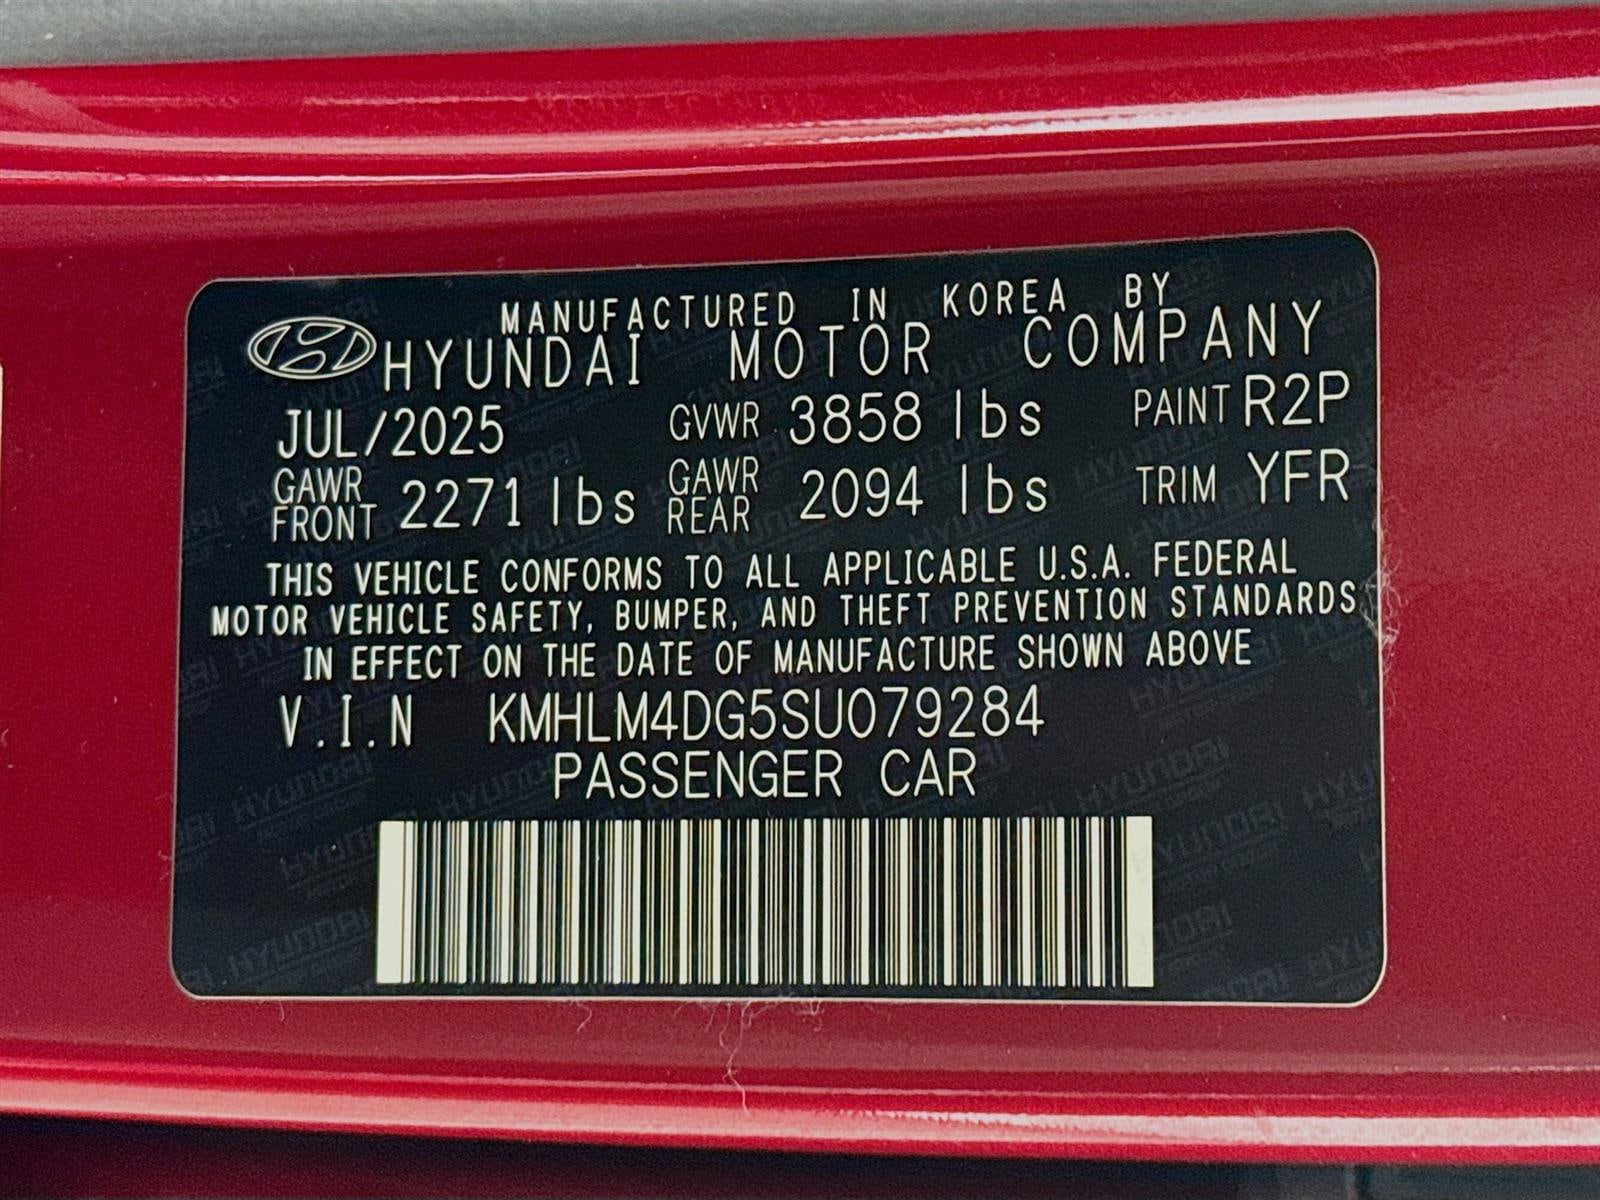 MANUFACTURED IN KOREA BY
HYUNDAI MOTOR COMPANY
JUL/2025 GVWR 3858 lbs PAINT R2P
GAWR FRONT 2271 lbs GAWR REAR 2094 lbs TRIM YFR
THIS VEHICLE CONFORMS TO ALL APPLICABLE U.S.A. FEDERAL
MOTOR VEHICLE SAFETY, BUMPER, AND THEFT PREVENTION STANDARDS
IN EFFECT ON THE DATE OF MANUFACTURE SHOWN ABOVE
V.I.N KMHLM4DG5SU079284
PASSENGER CAR